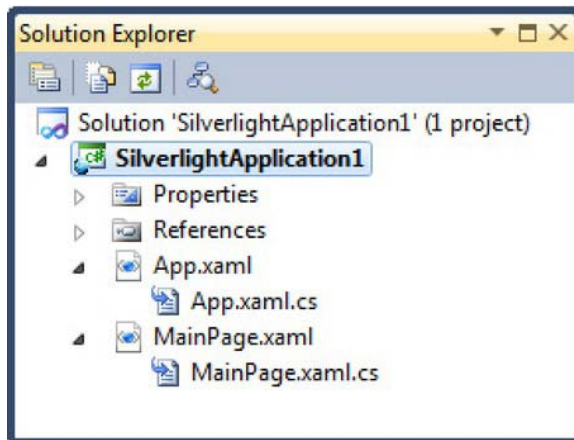 Solution Explorer
Solution 'SilverlightApplication1' (1 project)
C# SilverlightApplication1
Properties
References
App.xaml
App.xaml.cs
MainPage.xaml
MainPage.xaml.cs